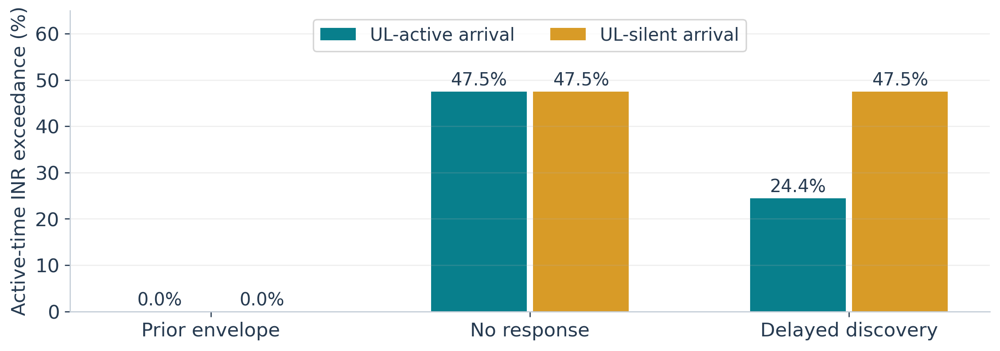 Active-time INR exceedance (%)
60
50
40
30
20
10
0
UL-active arrival
UL-silent arrival
0.0%
0.0%
47.5%
47.5%
24.4%
47.5%
Prior envelope
No response
Delayed discovery